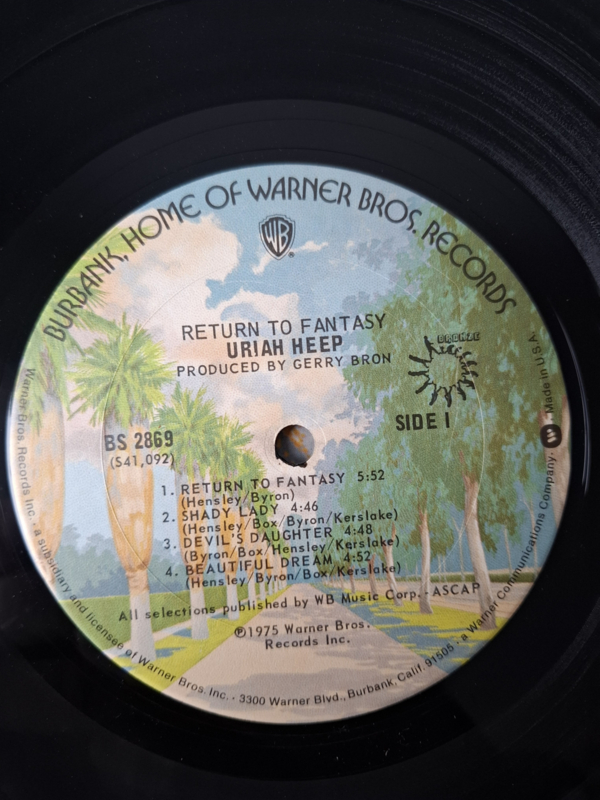 BURBANK, HOME OF WARNER BROS. RECORDS
WB
®
RETURN TO FANTASY
URIAH HEEP
PRODUCED BY GERRY BRON
BRONZE
BS 2869
(S41,092)
SIDE 1
1. RETURN TO FANTASY 5:52
(Hensley/Byron)
2. SHADY LADY 4:46
(Hensley/Box/Byron/Kerslake)
3. DEVIL'S DAUGHTER 4:48
(Byron/Box/Hensley/Kerslake)
4. BEAUTIFUL DREAM 4:52
(Hensley/Byron/Box/Kerslake)
All selections published by WB Music Corp.-ASCAP
℗1975 Warner Bros.
Records Inc.
Warner Bros. Records Inc. - a subsidiary and licensee of Warner Bros. Inc. - 3300 Warner Blvd., Burbank, Calif. 91505 - a Warner Communications Company. Made in U.S.A.